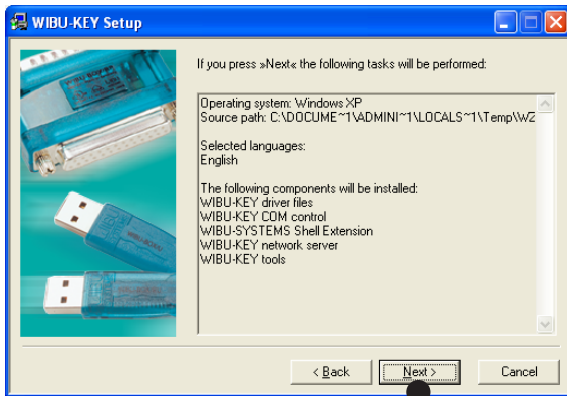 WIBU-KEY Setup
If you press »Next« the following tasks will be performed:
Operating system: Windows XP
Source path: C:\DOCUME~1\ADMINI~1\LOCALS~1\Temp\W2
Selected languages:
English
The following components will be installed:
WIBU-KEY driver files
WIBU-KEY COM control
WIBU-SYSTEMS Shell Extension
WIBU-KEY network server
WIBU-KEY tools
< Back
Next >
Cancel